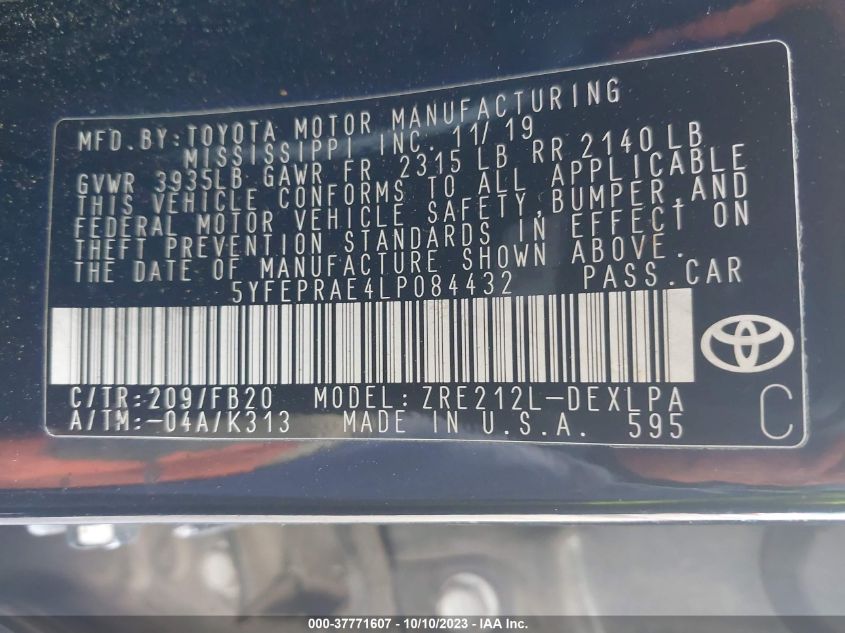 MFD.BY:TOYOTA MOTOR MANUFACTURING
MISSISSIPPI INC. 11/19
GVWR 3935LB GAWR FR 2315 LB RR 2140 LB
THIS VEHICLE CONFORMS TO ALL APPLICABLE
FEDERAL MOTOR VEHICLE SAFETY,BUMPER,AND
THEFT PREVENTION STANDARDS IN EFFECT ON
THE DATE OF MANUFACTURE SHOWN ABOVE.
5YFEPRAE4LP084432 PASS.CAR
C/TR:209/FB20 MODEL:ZRE212L-DEXLPA
A/TM:-04A/K313 MADE IN U.S.A. 595 C
000-37771607 - 10/10/2023 - IAA Inc.